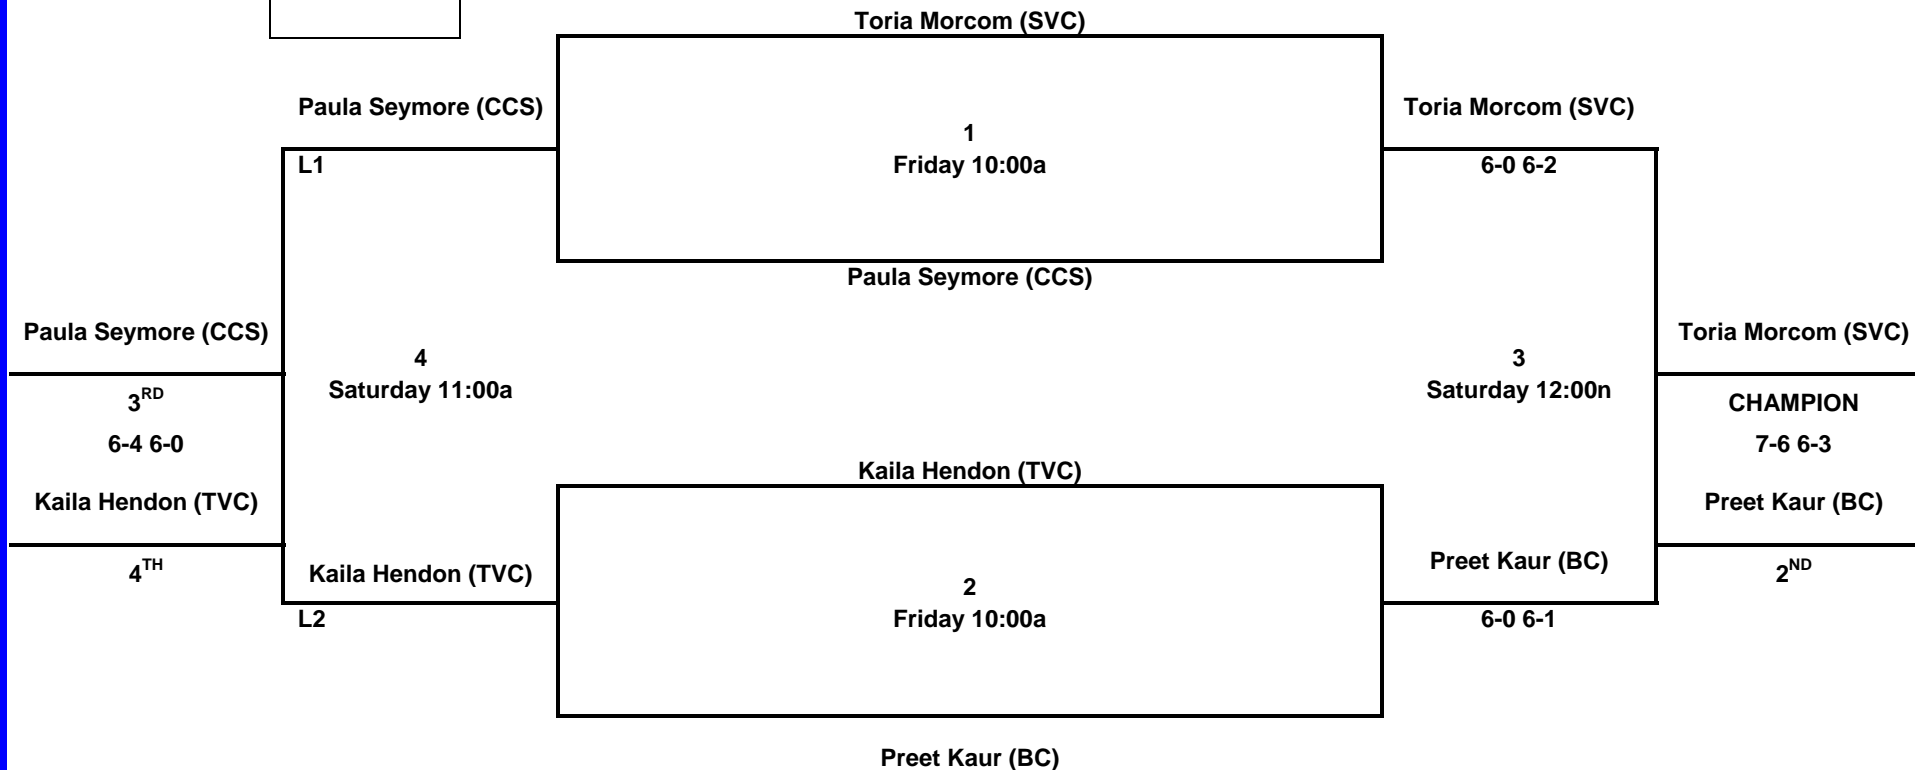 Toria Morcom (SVC)
Paula Seymore (CCS)
Toria Morcom (SVC)
1
L1
Friday 10:00a
6-0 6-2
Paula Seymore (CCS)
Paula Seymore (CCS)
Toria Morcom (SVC)
4
3
Saturday 11:00a
Saturday 12:00n
3RD
CHAMPION
6-4 6-0
7-6 6-3
Kaila Hendon (TVC)
Kaila Hendon (TVC)
Preet Kaur (BC)
Preet Kaur (BC)
4TH
Kaila Hendon (TVC)
2ND
2
L2
Friday 10:00a
6-0 6-1
Preet Kaur (BC)